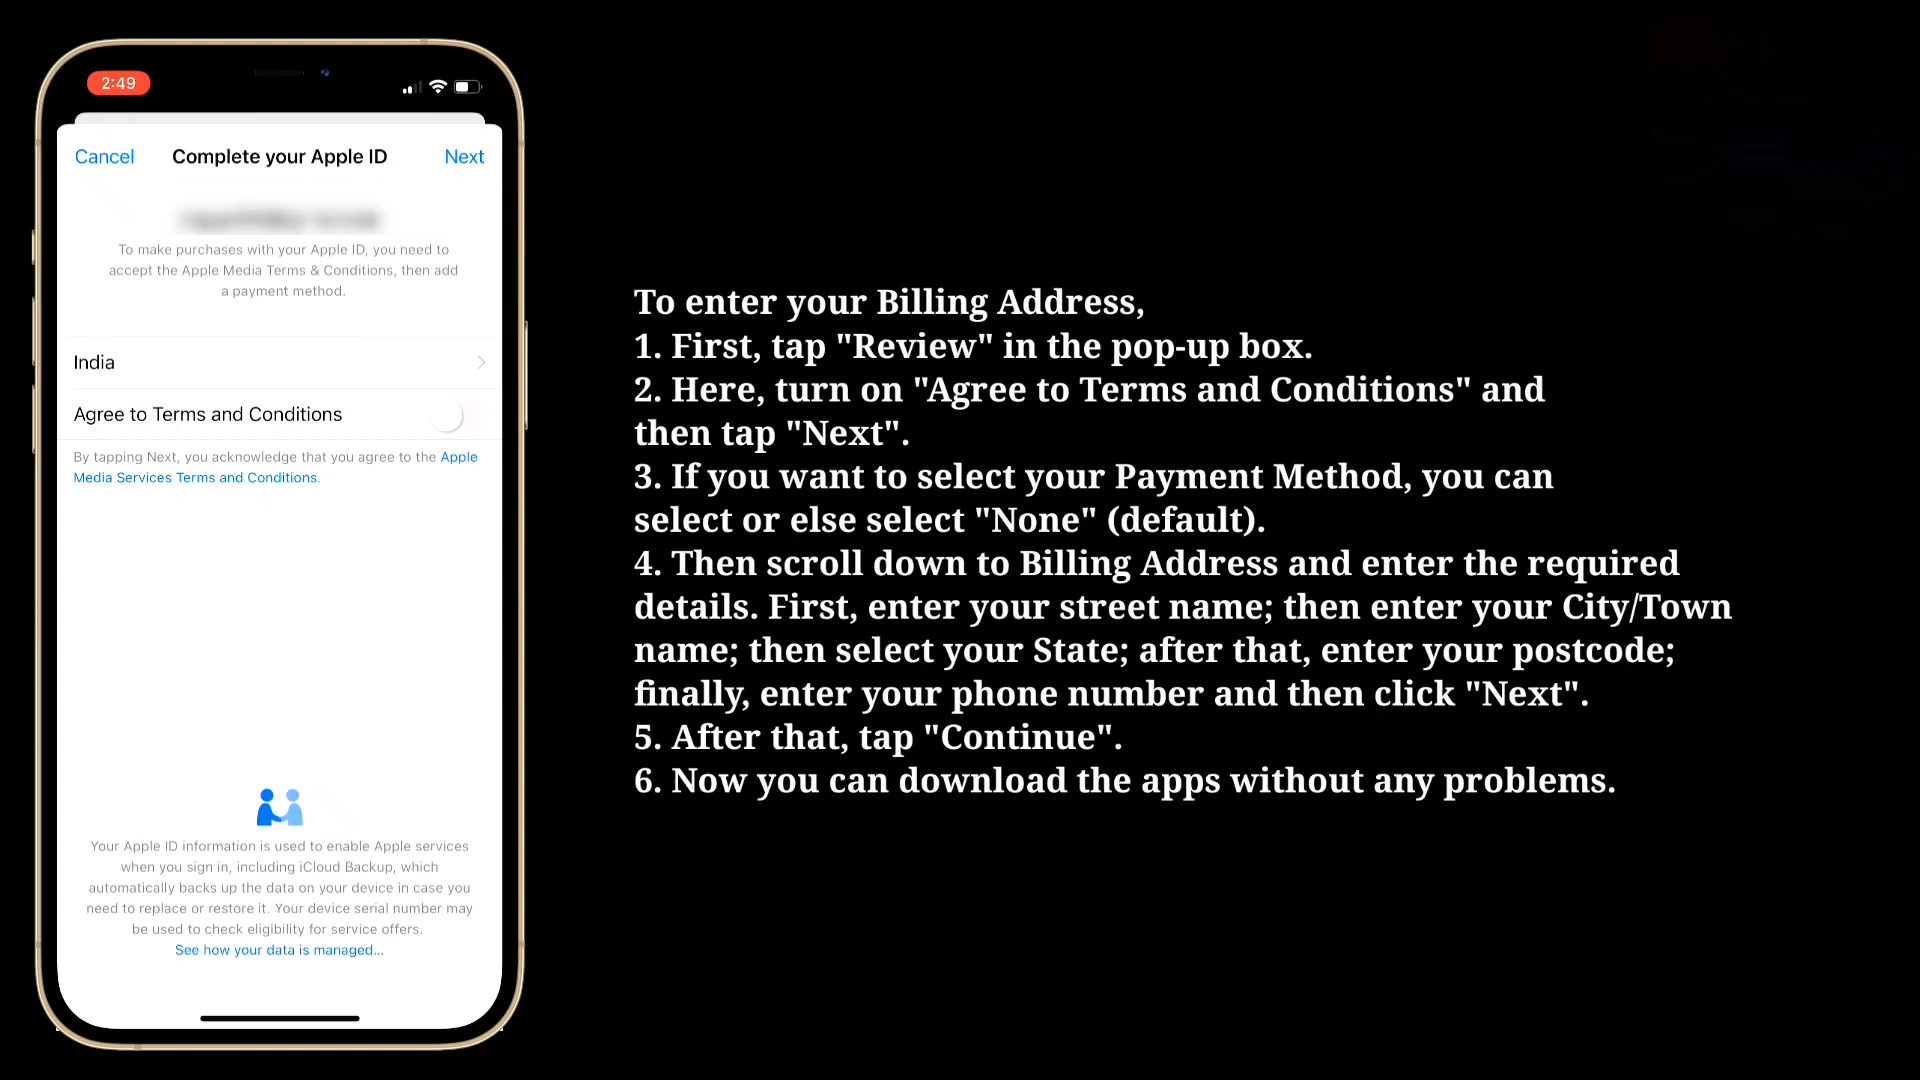 2:49
Cancel
Complete your Apple ID
Next
To make purchases with your Apple ID, you need to
accept the Apple Media Terms & Conditions, then add
a payment method.
India
Agree to Terms and Conditions
By tapping Next, you acknowledge that you agree to the Apple
Media Services Terms and Conditions.
Your Apple ID information is used to enable Apple services
when you sign in, including iCloud Backup, which
automatically backs up the data on your device in case you
need to replace or restore it. Your device serial number may
be used to check eligibility for service offers.
See how your data is managed...
To enter your Billing Address,
1. First, tap "Review" in the pop-up box.
2. Here, turn on "Agree to Terms and Conditions" and
then tap "Next".
3. If you want to select your Payment Method, you can
select or else select "None" (default).
4. Then scroll down to Billing Address and enter the required
details. First, enter your street name; then enter your City/Town
name; then select your State; after that, enter your postcode;
finally, enter your phone number and then click "Next".
5. After that, tap "Continue".
6. Now you can download the apps without any problems.